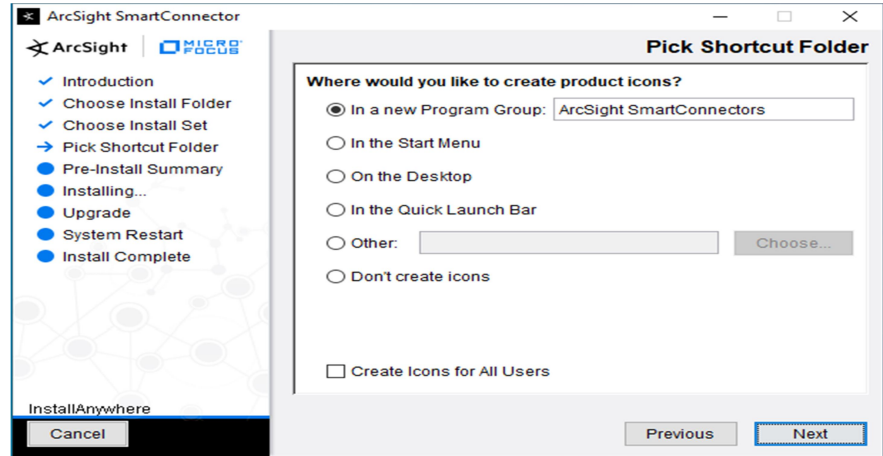 ArcSight SmartConnector
ArcSight MICRO FOCUS
Pick Shortcut Folder
Introduction
Choose Install Folder
Choose Install Set
Pick Shortcut Folder
Pre-Install Summary
Installing...
Upgrade
System Restart
Install Complete
Where would you like to create product icons?
In a new Program Group: ArcSight SmartConnectors
In the Start Menu
On the Desktop
In the Quick Launch Bar
Other: Choose...
Don't create icons
Create Icons for All Users
InstallAnywhere
Cancel Previous Next